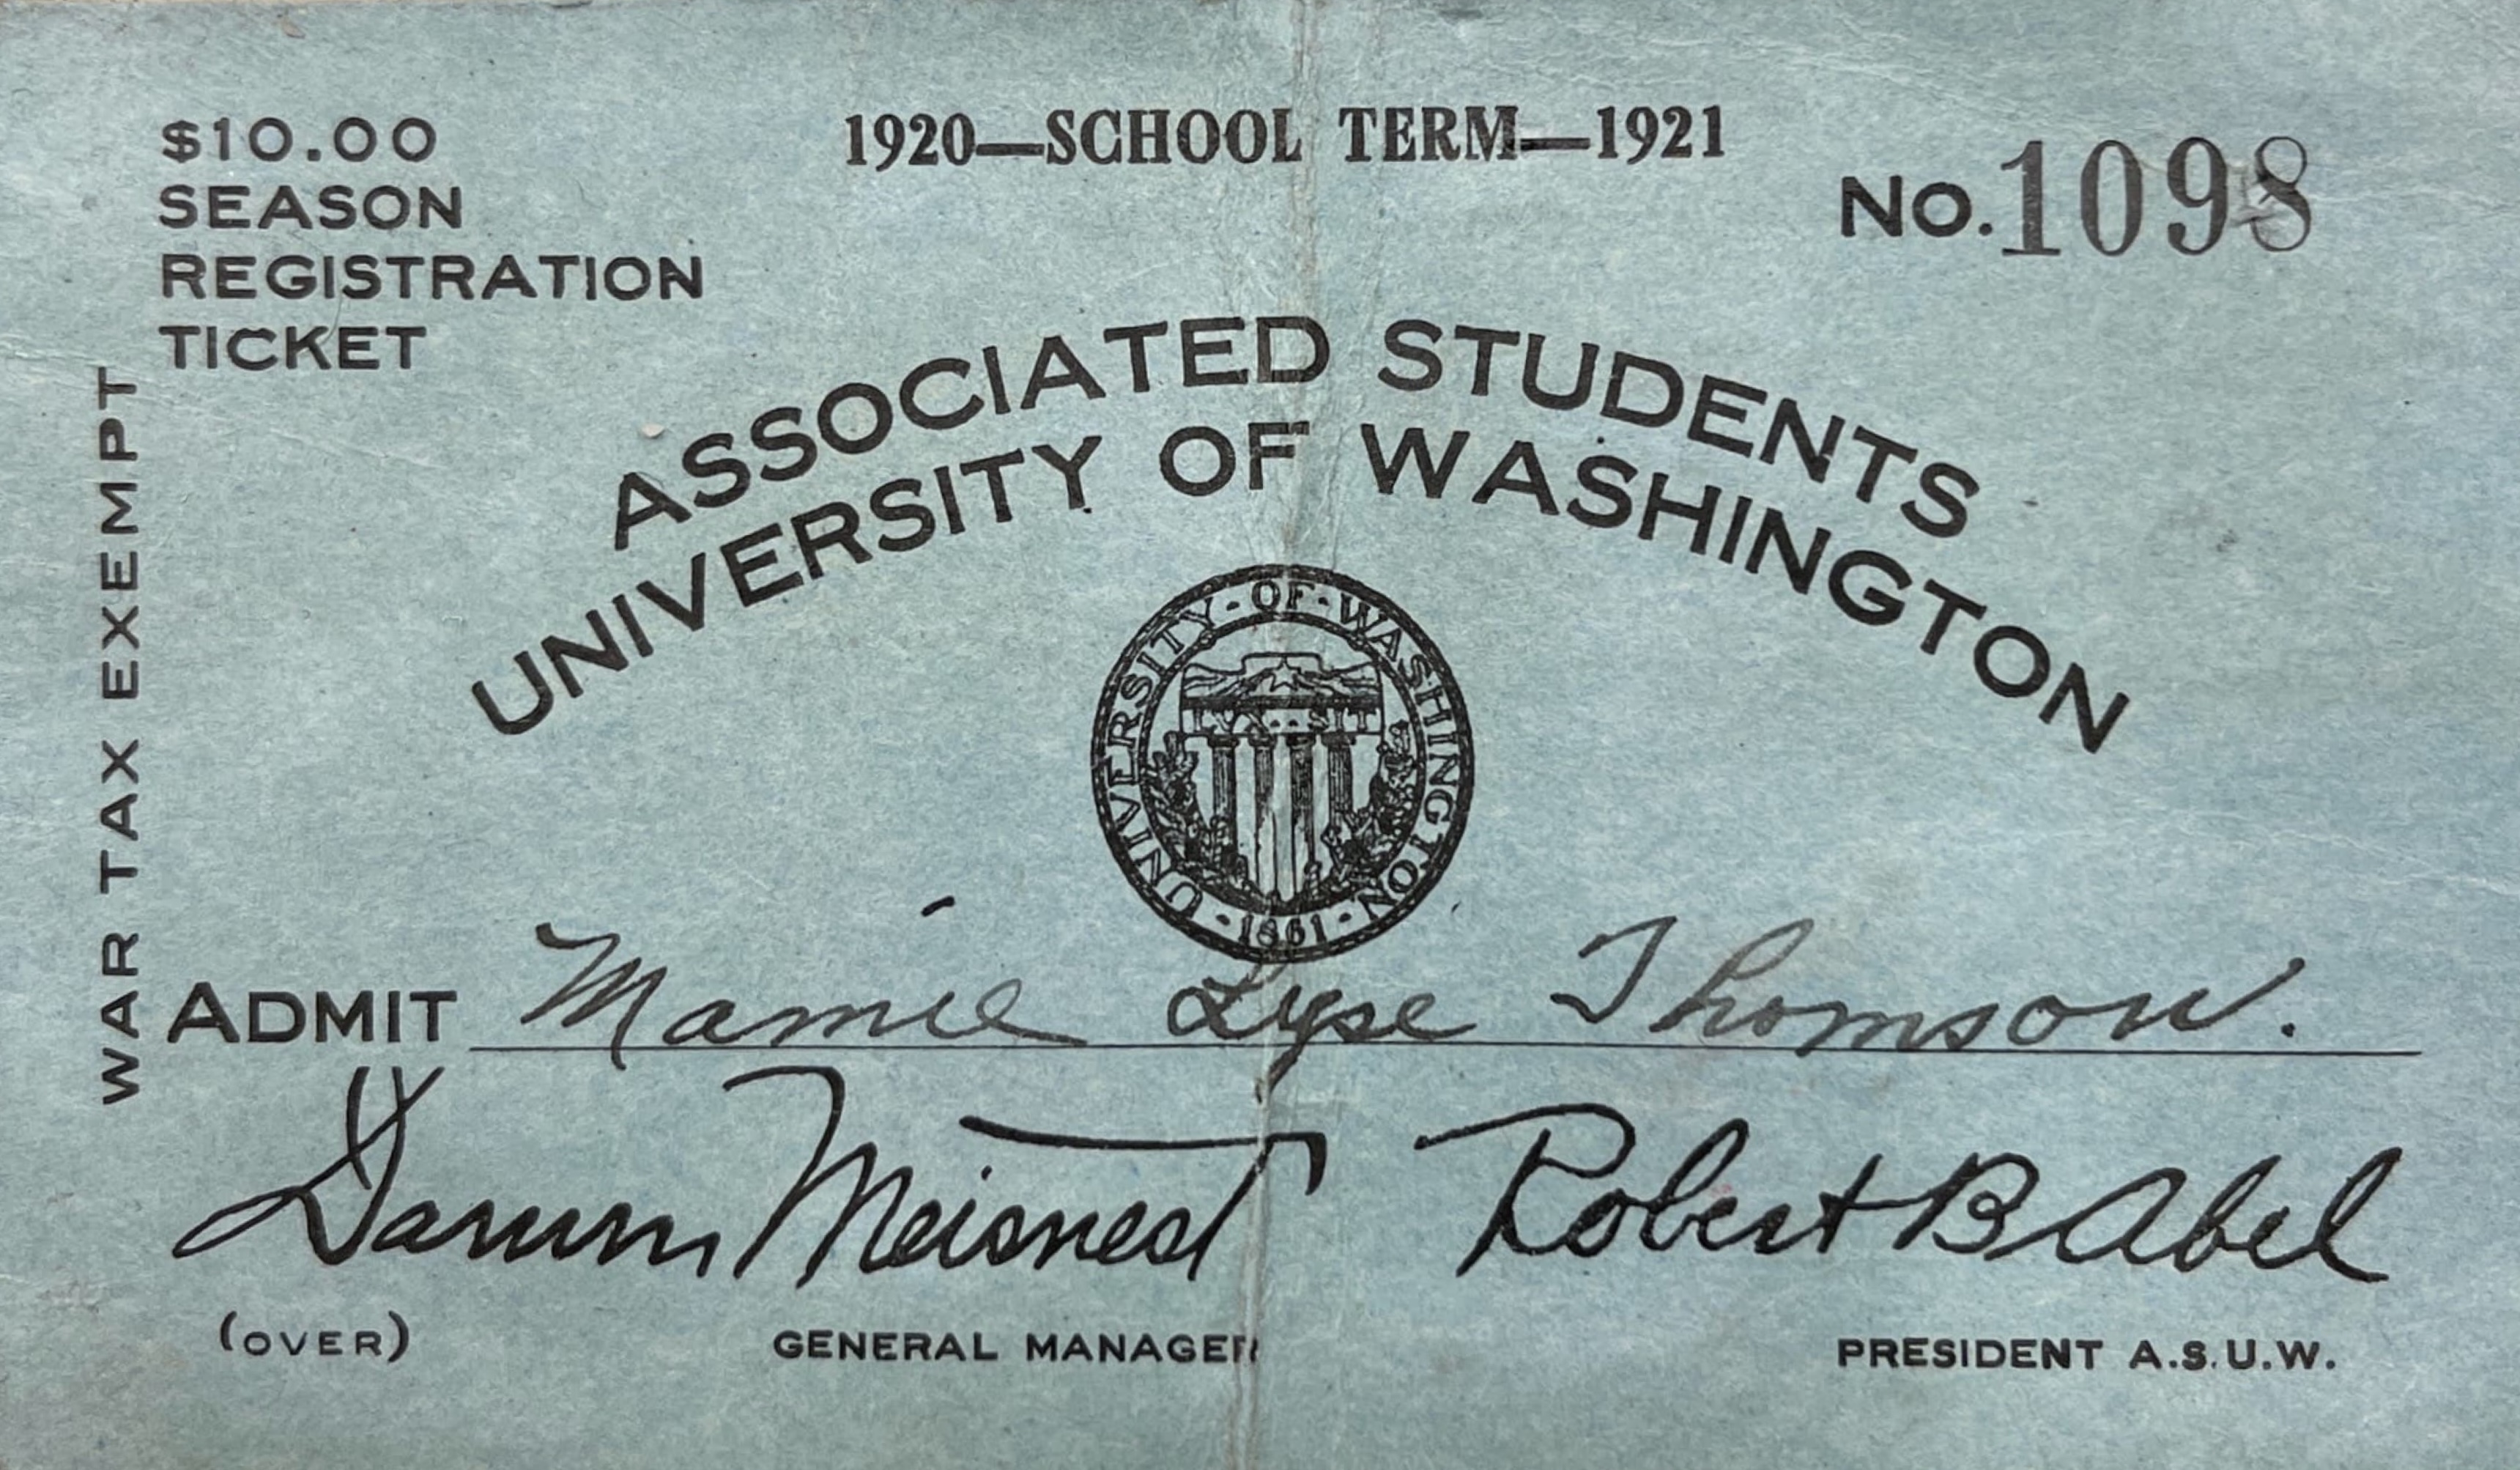 $10.00
SEASON
REGISTRATION
TICKET
1920—SCHOOL TERM—1921
No. 1098
WAR TAX EXEMPT
ASSOCIATED STUDENTS
UNIVERSITY OF WASHINGTON
UNIVERSITY · OF · WASHINGTON
· 1861 ·
ADMIT Mamie Lyse Thomson.
Darwin Meisnest
Robert B Abel
(OVER)
GENERAL MANAGER
PRESIDENT A.S.U.W.